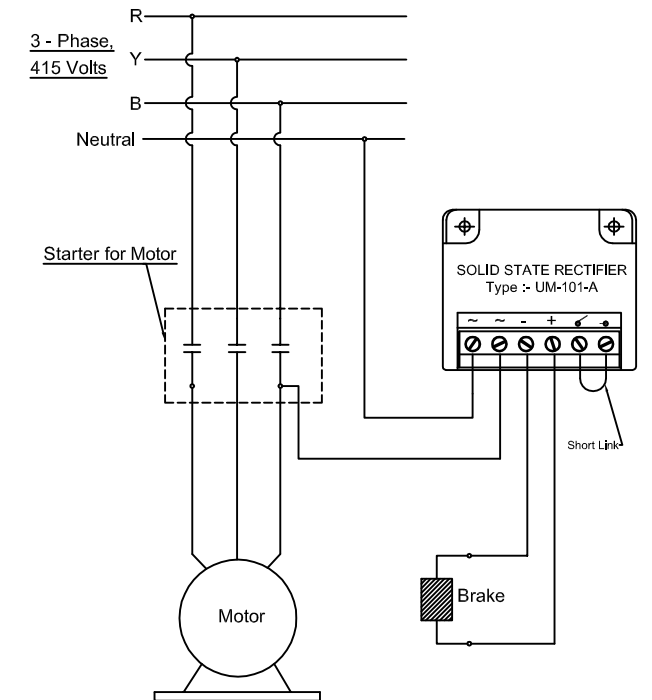 R
3 - Phase,
415 Volts
Y
B
Neutral
Starter for Motor
SOLID STATE RECTIFIER
Type :- UM-101-A
~ ~ - +
Short Link
Brake
Motor